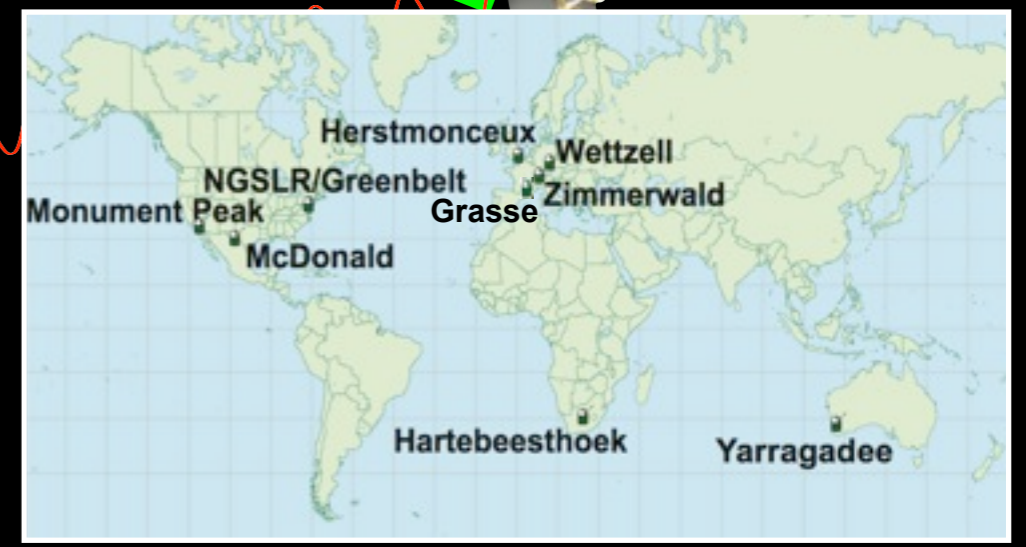 Herstmonceux
Wettzell
NGSLR/Greenbelt
Zimmerwald
Monument Peak
Grasse
McDonald
Hartebeesthoek
Yarragadee